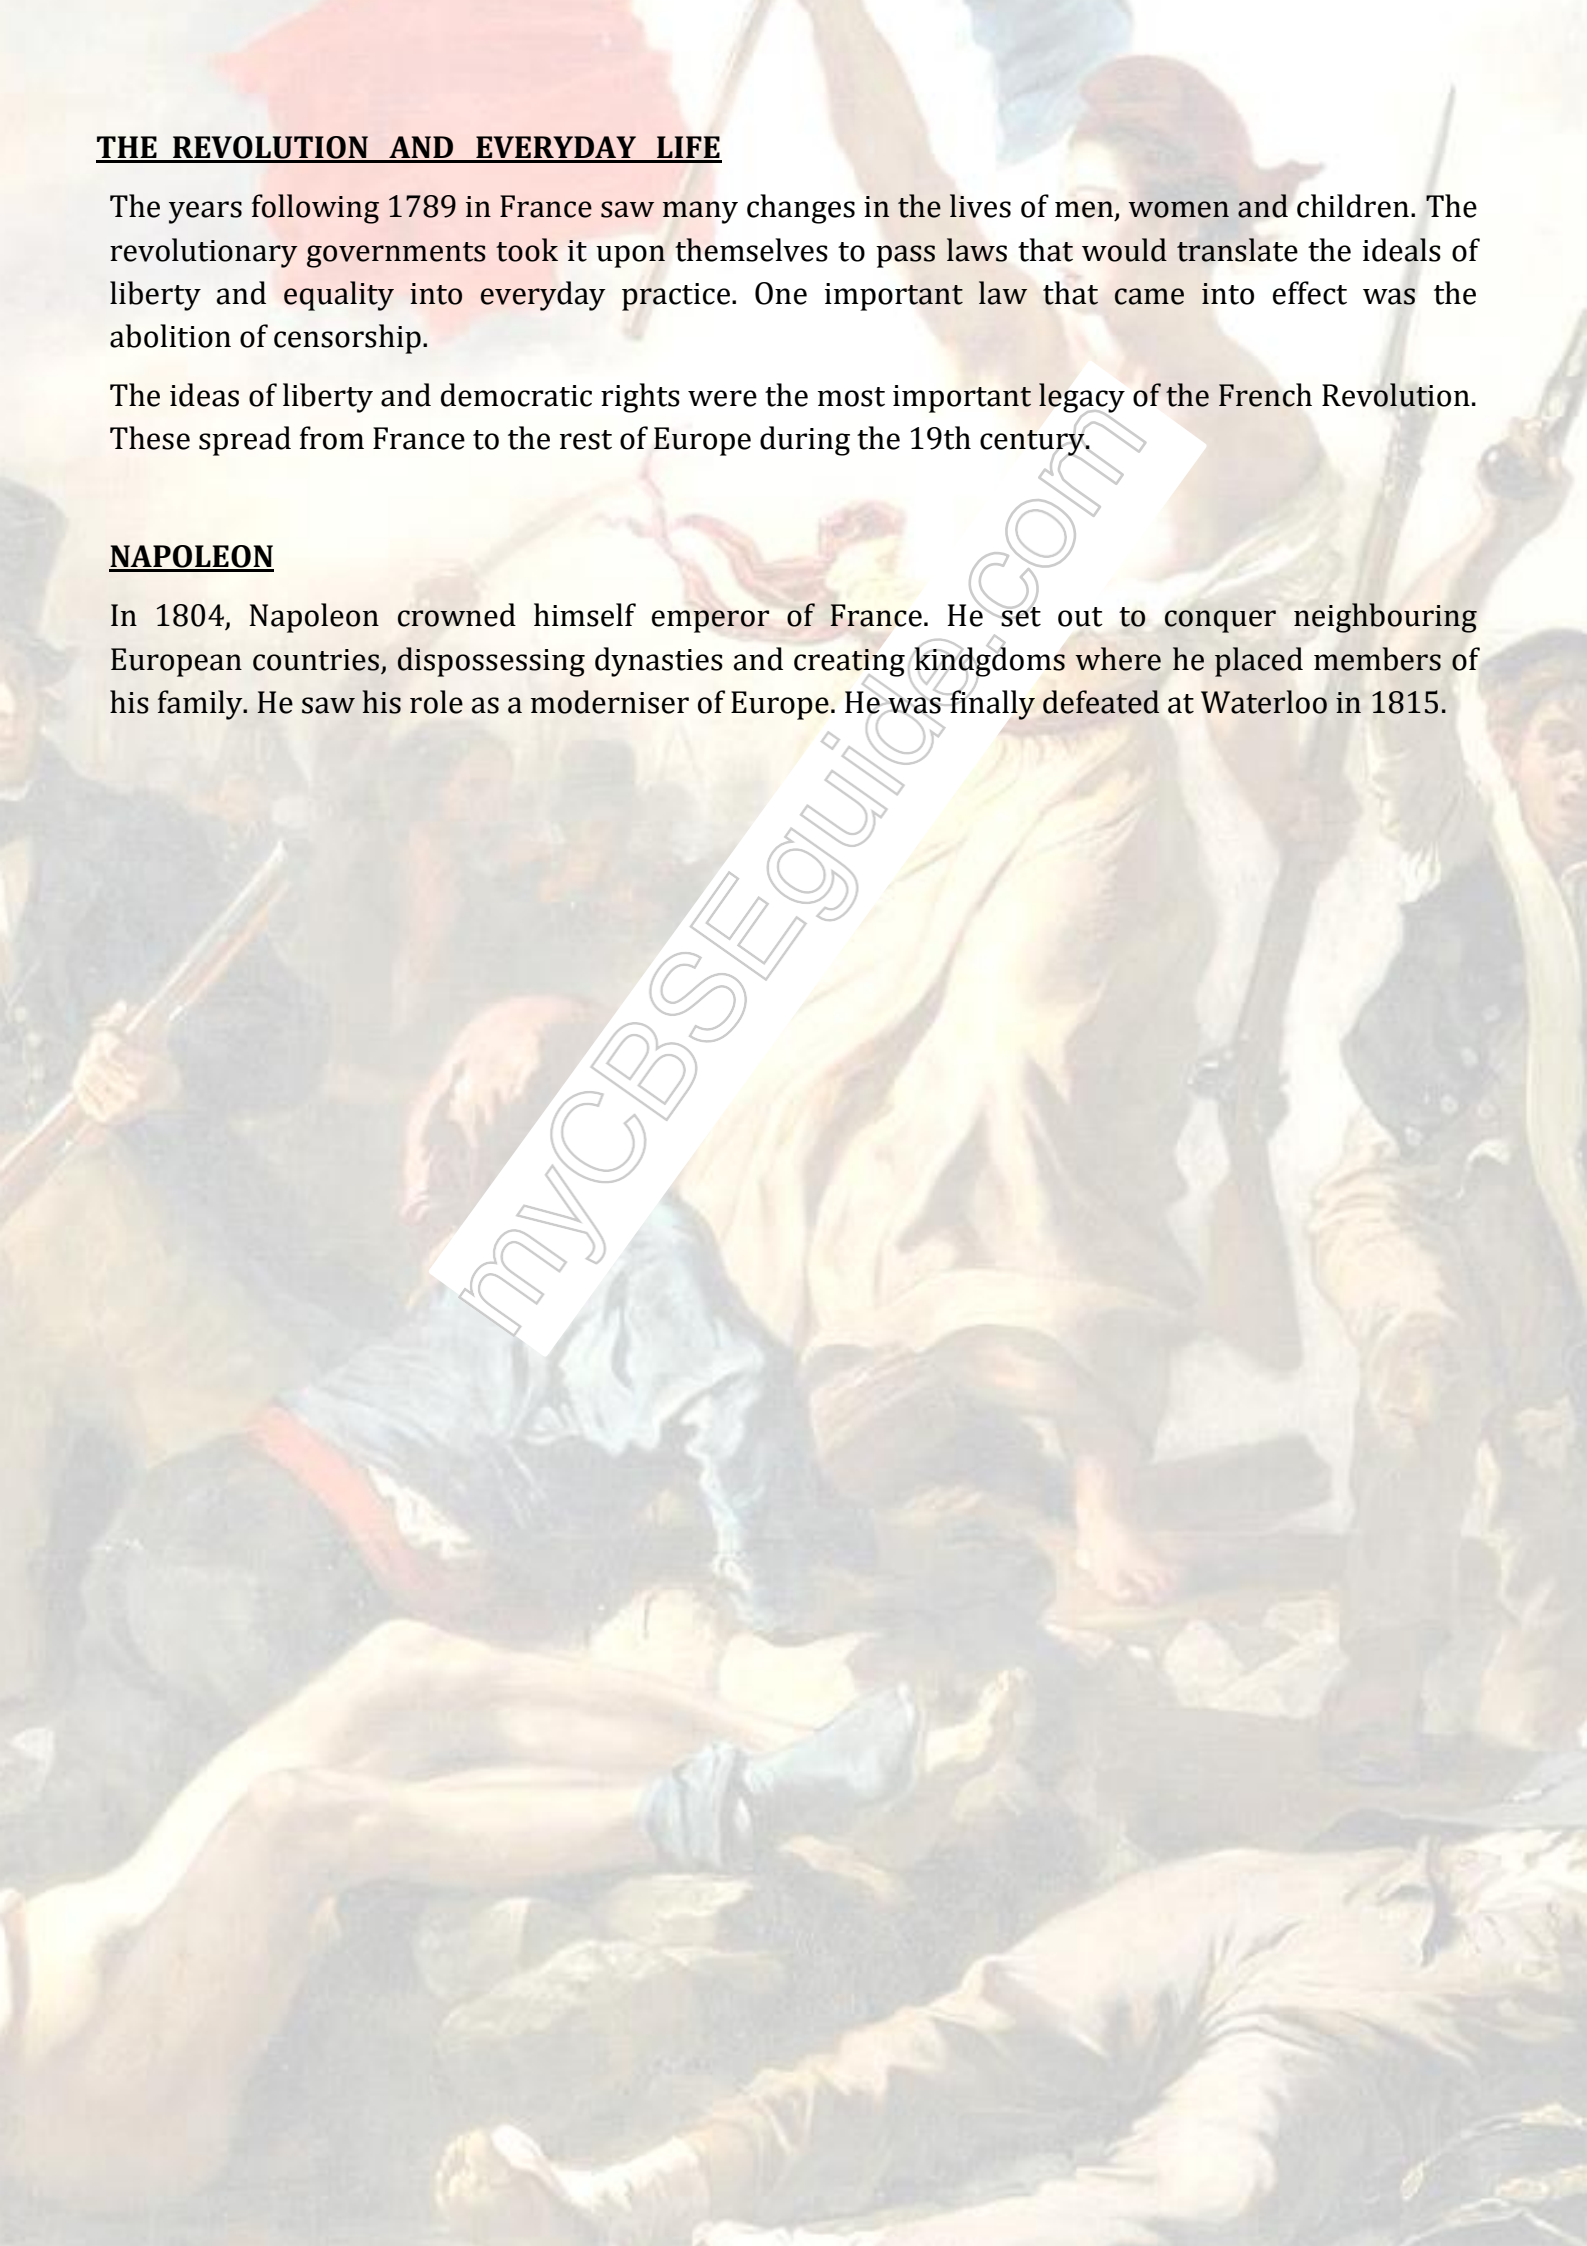 THE REVOLUTION AND EVERYDAY LIFE
The years following 1789 in France saw many changes in the lives of men, women and children. The
revolutionary governments took it upon themselves to pass laws that would translate the ideals of
liberty and equality into everyday practice. One important law that came into effect was the
abolition of censorship.
The ideas of liberty and democratic rights were the most important legacy of the French Revolution.
These spread from France to the rest of Europe during the 19th century.
NAPOLEON
In 1804, Napoleon crowned himself emperor of France. He set out to conquer neighbouring
European countries, dispossessing dynasties and creating kindgdoms where he placed members of
his family. He saw his role as a moderniser of Europe. He was finally defeated at Waterloo in 1815.
myCBSEguide.com